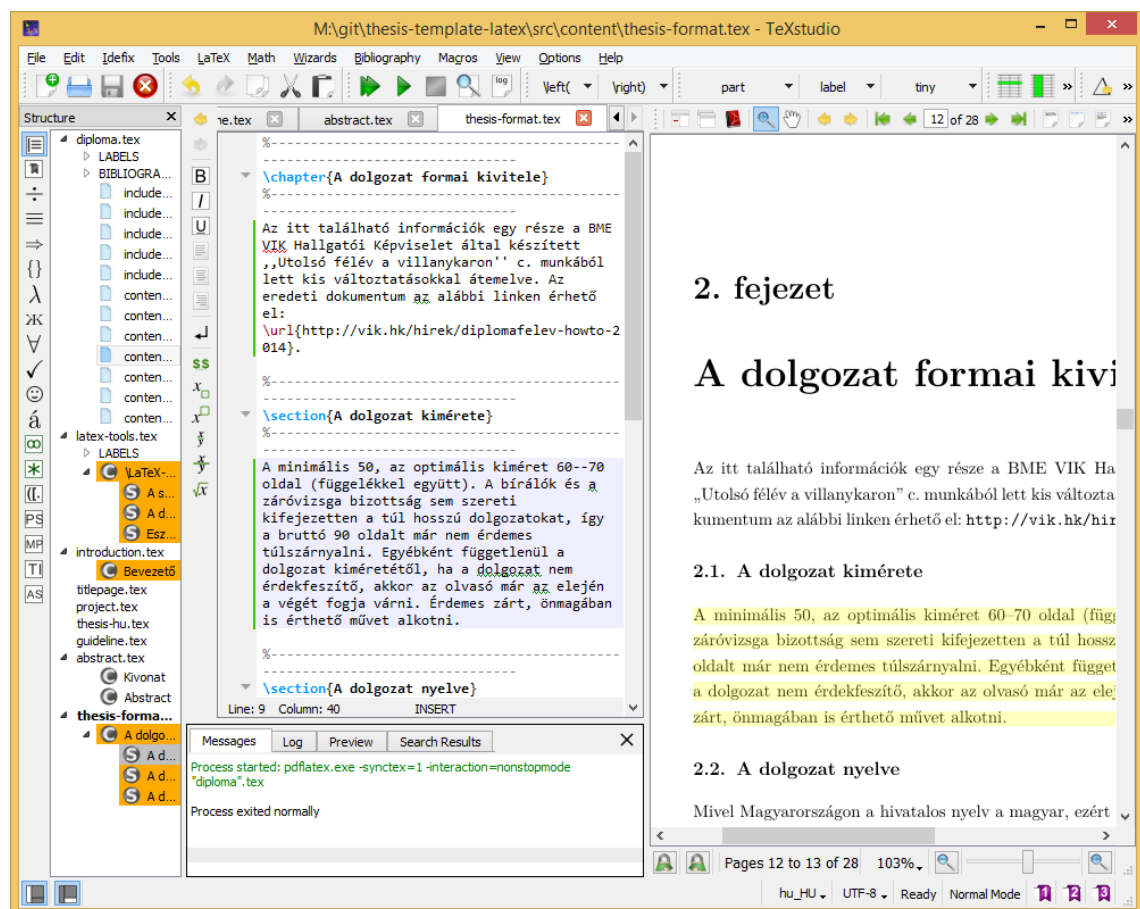 M:\git\thesis-template-latex\src\content\thesis-format.tex - TeXstudio
File Edit Idefix Tools LaTeX Math Wizards Bibliography Macros View Options Help
log \left( \right) part label tiny
Structure
diploma.tex
LABELS
BIBLIOGRA...
include...
include...
include...
include...
include...
conten...
conten...
conten...
conten...
conten...
conten...
conten...
latex-tools.tex
LABELS
\LaTeX-...
A s...
A d...
Esz...
introduction.tex
Bevezető
titlepage.tex
project.tex
thesis-hu.tex
guideline.tex
abstract.tex
Kivonat
Abstract
thesis-forma...
A dolgo...
A d...
A d...
A d...
ne.tex abstract.tex thesis-format.tex
%----------------------------------------
--------------------------------
\chapter{A dolgozat formai kivitele}
%----------------------------------------
--------------------------------
Az itt található információk egy része a BME
VIK Hallgatói Képviselet által készített
,,Utolsó félév a villanykaron'' c. munkából
lett kis változtatásokkal átemelve. Az
eredeti dokumentum az alábbi linken érhető
el:
\url{http://vik.hk/hirek/diplomafelev-howto-2
014}.
%----------------------------------------
--------------------------------
\section{A dolgozat kimérete}
%----------------------------------------
--------------------------------
A minimális 50, az optimális kiméret 60--70
oldal (függelékkel együtt). A bírálók és a
záróvizsga bizottság sem szereti
kifejezetten a túl hosszú dolgozatokat, így
a bruttó 90 oldalt már nem érdemes
túlszárnyalni. Egyébként függetlenül a
dolgozat kiméretétől, ha a dolgozat nem
érdekfeszítő, akkor az olvasó már az elején
a végét fogja várni. Érdemes zárt, önmagában
is érthető művet alkotni.
%----------------------------------------
--------------------------------
\section{A dolgozat nyelve}
Line: 9 Column: 40 INSERT
Messages Log Preview Search Results
Process started: pdflatex.exe -synctex=1 -interaction=nonstopmode
"diploma".tex
Process exited normally
12 of 28
2. fejezet
A dolgozat formai kivi
Az itt található információk egy része a BME VIK Ha
„Utolsó félév a villanykaron” c. munkából lett kis változta
kumentum az alábbi linken érhető el: http://vik.hk/hir
2.1. A dolgozat kimérete
A minimális 50, az optimális kiméret 60–70 oldal (füg
záróvizsga bizottság sem szereti kifejezetten a túl hossz
oldalt már nem érdemes túlszárnyalni. Egyébként függet
a dolgozat nem érdekfeszítő, akkor az olvasó már az elej
zárt, önmagában is érthető művet alkotni.
2.2. A dolgozat nyelve
Mivel Magyarországon a hivatalos nyelv a magyar, ezért
Pages 12 to 13 of 28 103%
hu_HU UTF-8 Ready Normal Mode 1 2 3